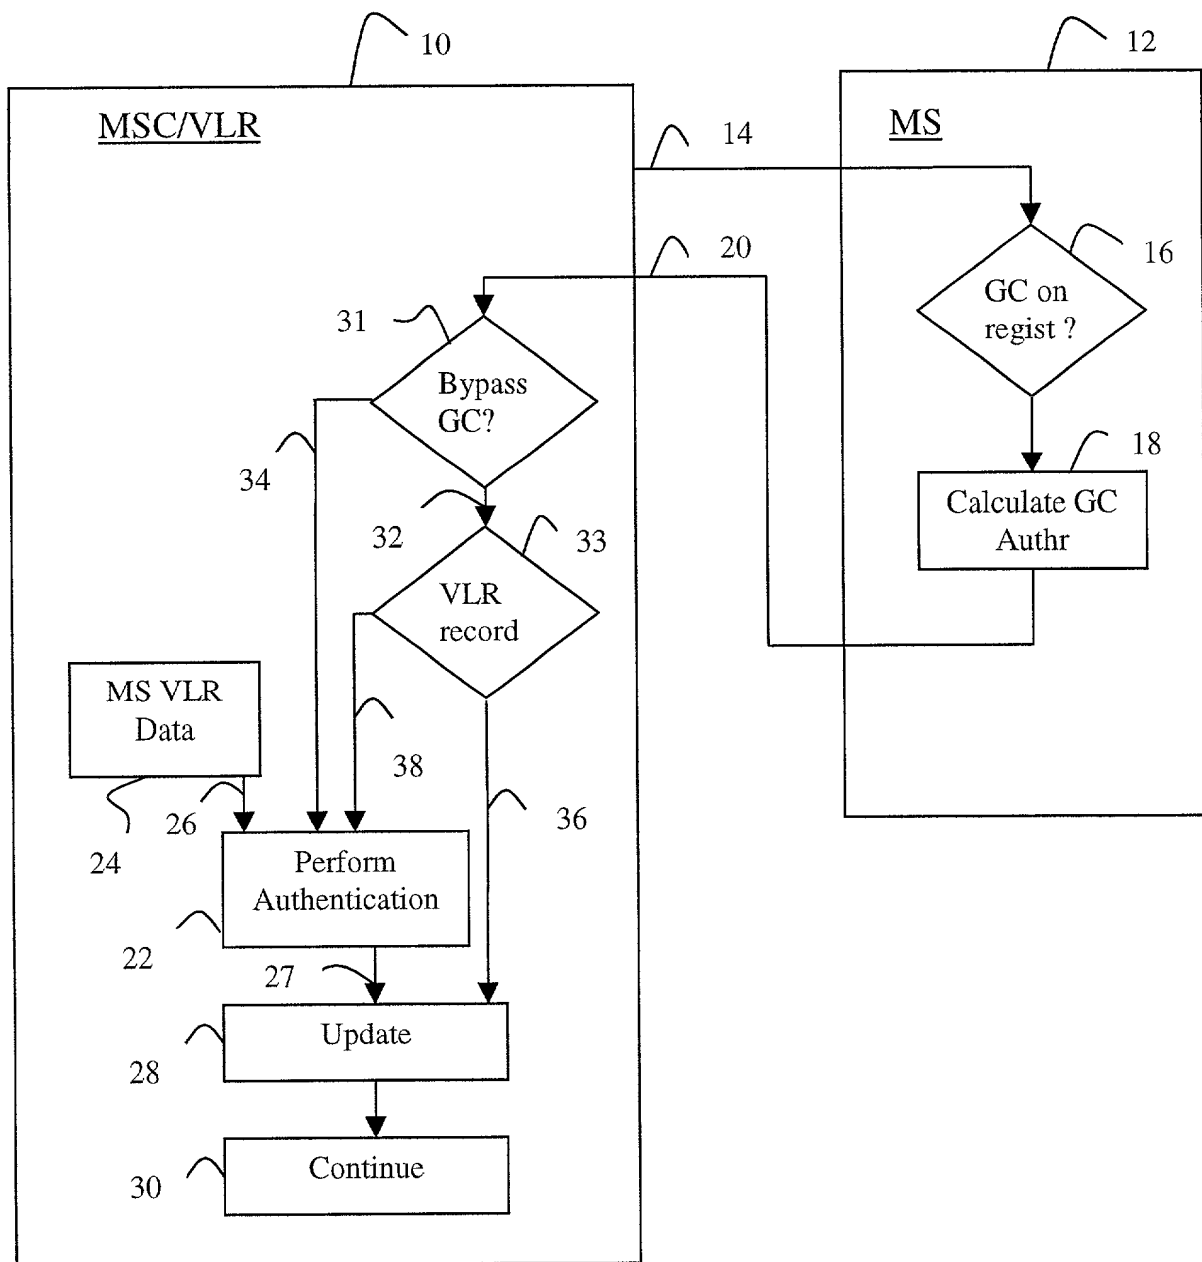 10
12
MSC/VLR
MS
14
20
16
GC on
regist ?
31
Bypass
GC?
18
34
Calculate GC
Authr
32
33
VLR
record
MS VLR
Data
38
26
36
24
Perform
Authentication
22
27
Update
28
Continue
30